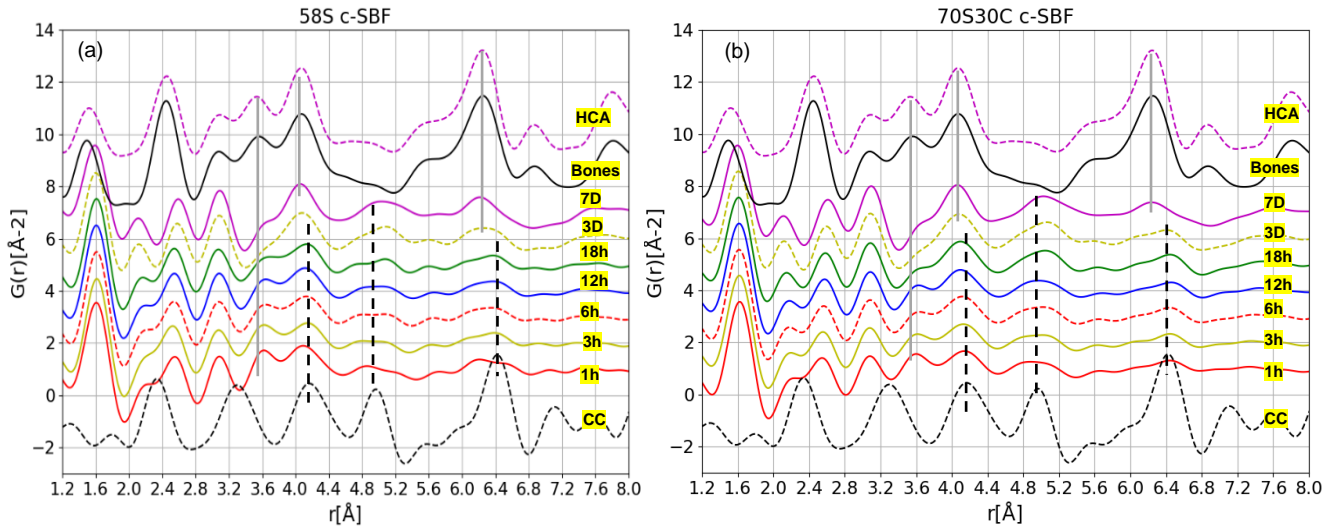 58S c-SBF
(a)
G(r)[Å-2]
14
12
10
8
6
4
2
0
−2
HCA
Bones
7D
3D
18h
12h
6h
3h
1h
CC
1.2 1.6 2.0 2.4 2.8 3.2 3.6 4.0 4.4 4.8 5.2 5.6 6.0 6.4 6.8 7.2 7.6 8.0
r[Å]
70S30C c-SBF
(b)
G(r)[Å-2]
14
12
10
8
6
4
2
0
−2
HCA
Bones
7D
3D
18h
12h
6h
3h
1h
CC
1.2 1.6 2.0 2.4 2.8 3.2 3.6 4.0 4.4 4.8 5.2 5.6 6.0 6.4 6.8 7.2 7.6 8.0
r[Å]